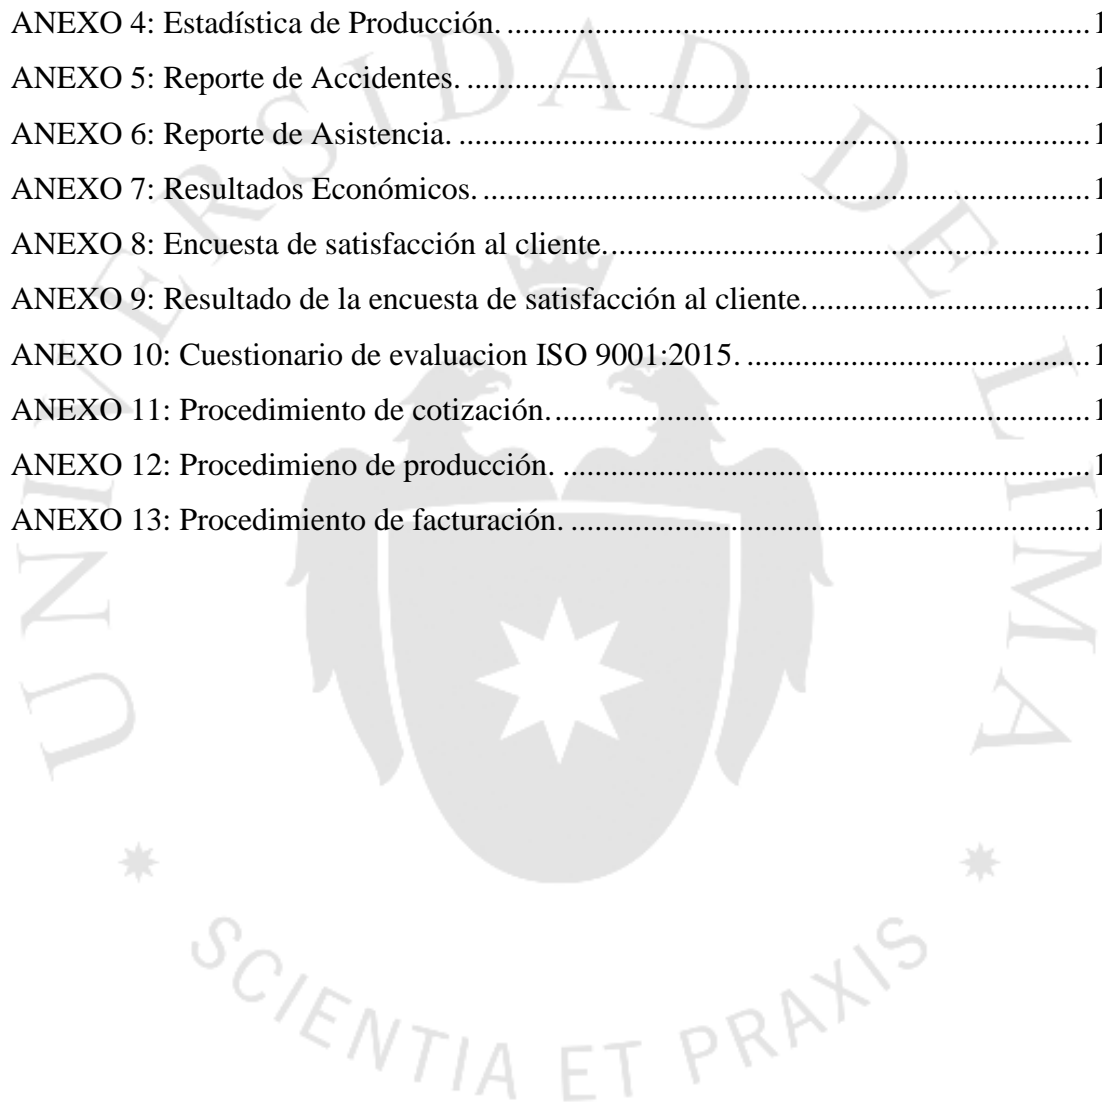 ANEXO 4: Estadística de Producción. ........................................................................... 1
ANEXO 5: Reporte de Accidentes. ................................................................................ 1
ANEXO 6: Reporte de Asistencia. ................................................................................. 1
ANEXO 7: Resultados Económicos. .............................................................................. 1
ANEXO 8: Encuesta de satisfacción al cliente. ............................................................. 1
ANEXO 9: Resultado de la encuesta de satisfacción al cliente. .................................... 1
ANEXO 10: Cuestionario de evaluacion ISO 9001:2015. ............................................. 1
ANEXO 11: Procedimiento de cotización. .................................................................... 1
ANEXO 12: Procedimieno de producción. ................................................................... 1
ANEXO 13: Procedimiento de facturación. .................................................................. 1
UNIVERSIDAD DE LIMA
SCIENTIA ET PRAXIS